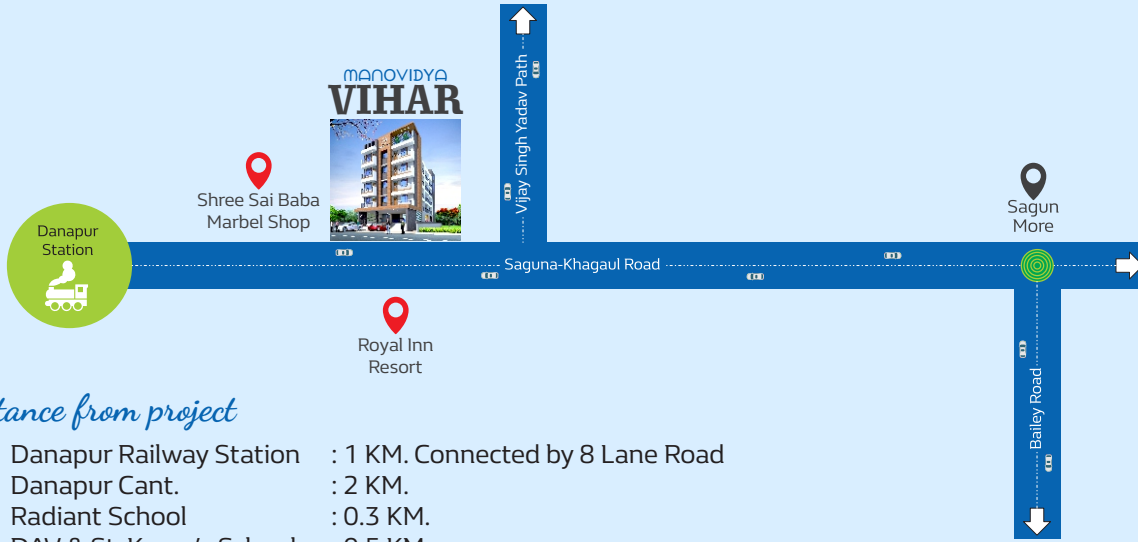 MANOVIDYA
VIHAR
Vijay Singh Yadav Path
Shree Sai Baba
Marbel Shop
Sagun
More
Danapur
Station
Saguna-Khagaul Road
Royal Inn
Resort
Bailey Road
from project
Danapur Railway Station : 1 KM. Connected by 8 Lane Road
Danapur Cant. : 2 KM.
Radiant School : 0.3 KM.